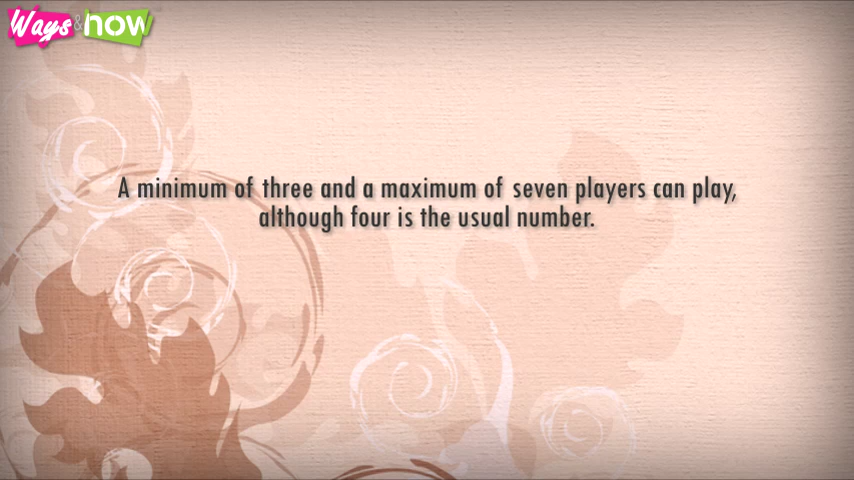 Ways & now
A minimum of three and a maximum of seven players can play,
although four is the usual number.